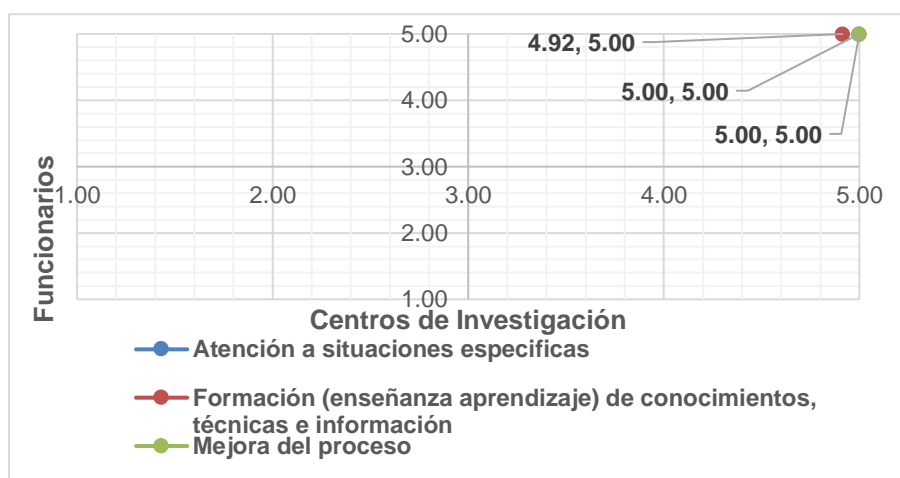 5.00
4.92, 5.00
4.00
5.00, 5.00
5.00, 5.00
3.00
1.00 2.00 3.00 4.00 5.00
2.00
1.00
Funcionarios
Centros de Investigación
Atención a situaciones especificas
Formación (enseñanza aprendizaje) de conocimientos,
técnicas e información
Mejora del proceso